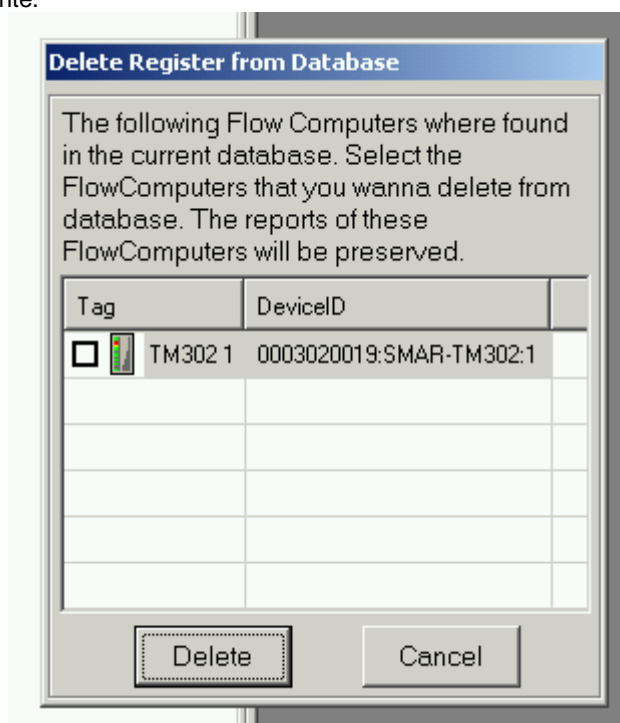 Delete Register from Database
The following Flow Computers where found
in the current database. Select the
FlowComputers that you wanna delete from
database. The reports of these
FlowComputers will be preserved.
Tag DeviceID
TM302 1 0003020019:SMAR-TM302:1
Delete Cancel